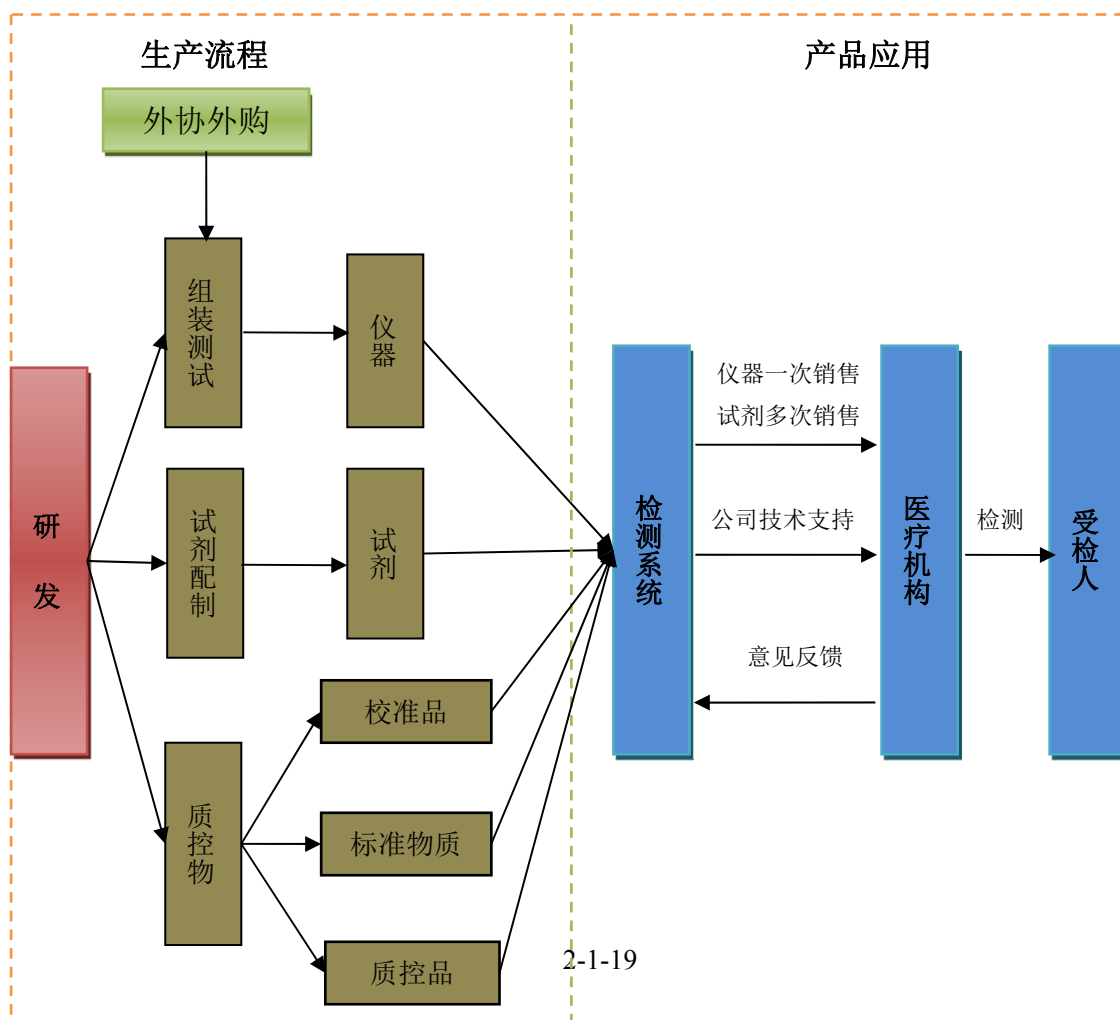 生产流程
产品应用
外协外购
组装测试
仪器
研发
试剂配制
试剂
质控物
校准品
标准物质
质控品
检测系统
仪器一次销售
试剂多次销售
公司技术支持
意见反馈
医疗机构
检测
受检人
2-1-19